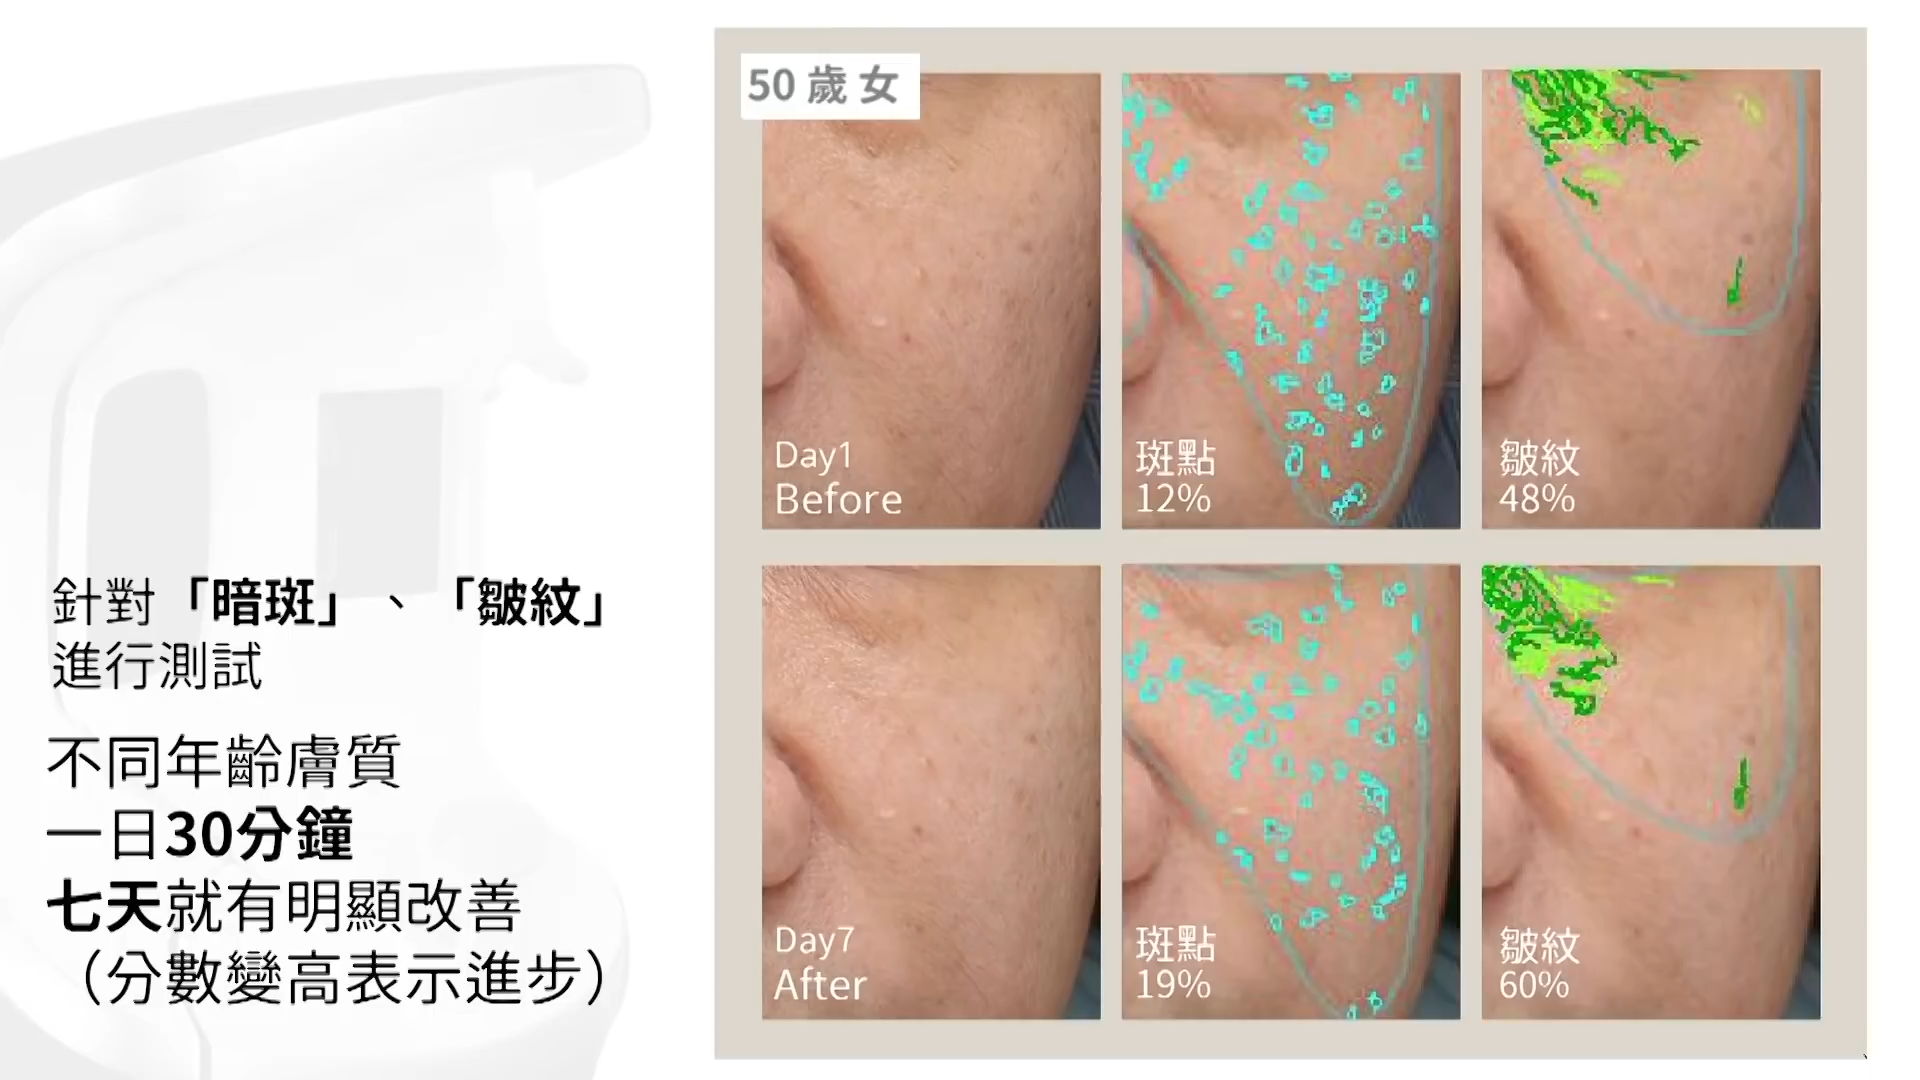 針對「暗斑」、「皺紋」
進行測試
不同年齡膚質
一日30分鐘
七天就有明顯改善
（分數變高表示進步）
50歲女
Day1
Before
斑點
12%
皺紋
48%
Day7
After
斑點
19%
皺紋
60%